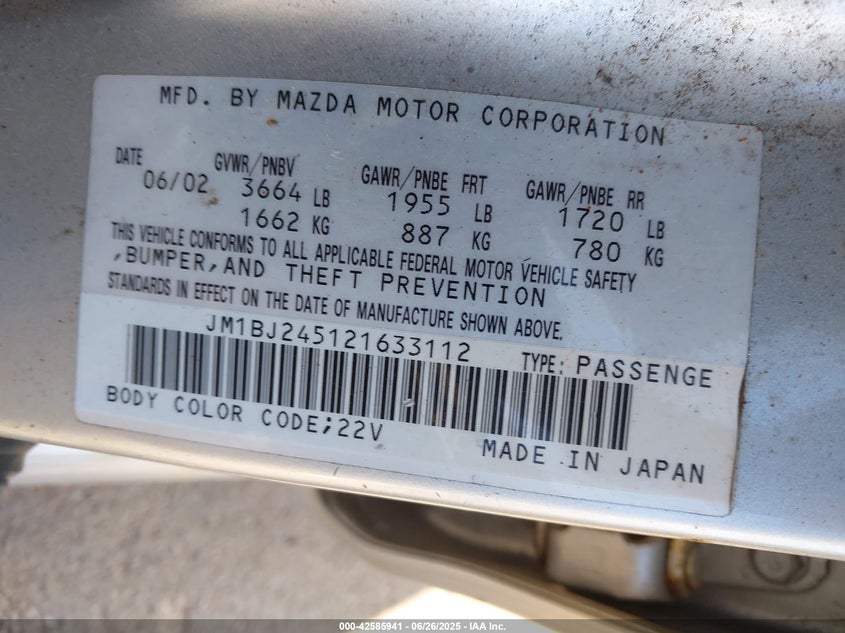 MFD. BY MAZDA MOTOR CORPORATION
DATE GVWR/PNBV GAWR/PNBE FRT GAWR/PNBE RR
06/02 3664 LB 1955 LB 1720 LB
1662 KG 887 KG 780 KG
THIS VEHICLE CONFORMS TO ALL APPLICABLE FEDERAL MOTOR VEHICLE SAFETY
,BUMPER,AND THEFT PREVENTION
STANDARDS IN EFFECT ON THE DATE OF MANUFACTURE SHOWN ABOVE.
JM1BJ245121633112 TYPE: PASSENGE
BODY COLOR CODE;22V
MADE IN JAPAN
000-42585941 - 06/26/2025 - IAA Inc.